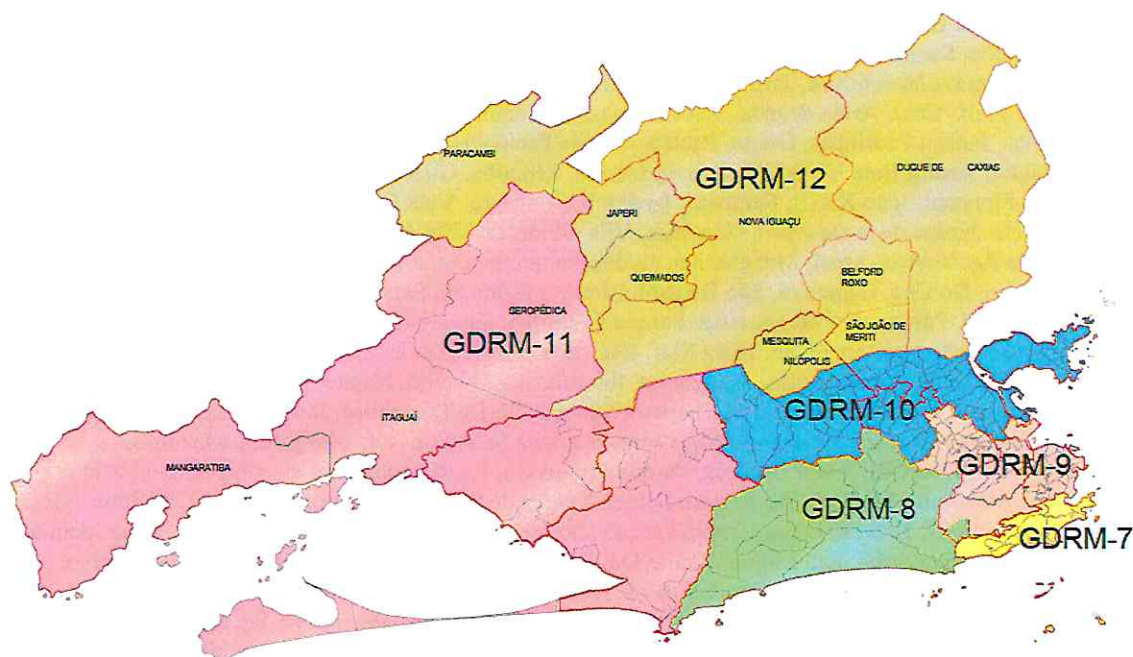 PARACAMBI
DUQUE DE CAXIAS
GDRM-12
JAPERI
NOVA IGUAÇU
QUEIMADOS
BELFORD
ROXO
SEROPÉDICA
SÃO JOÃO DE
MERITI
GDRM-11
MESQUITA
NILÓPOLIS
ITAGUAÍ
GDRM-10
MANGARATIBA
GDRM-9
GDRM-8
GDRM-7